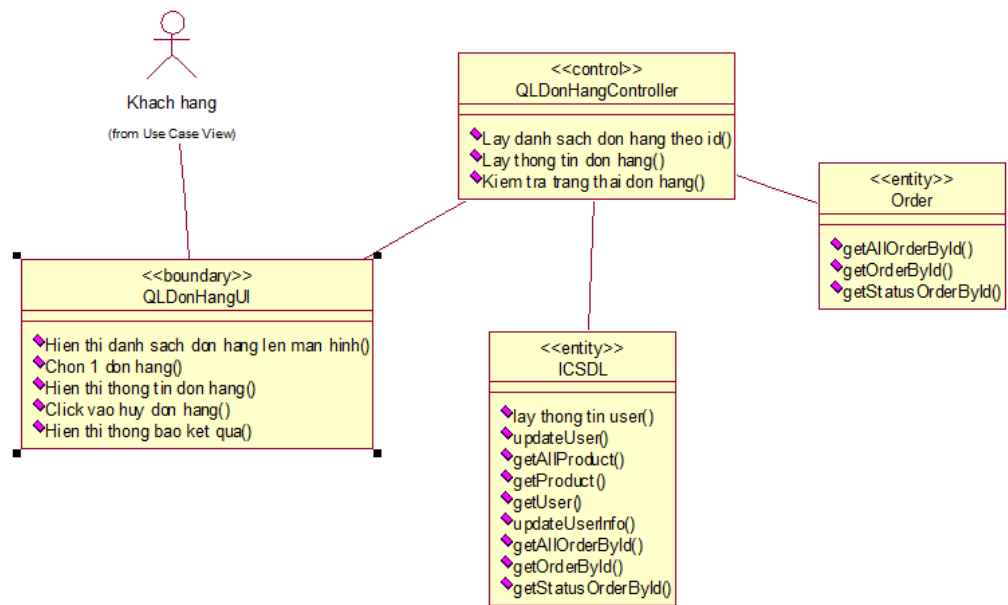 Khach hang
(from Use Case View)
<<control>>
QLDonHangController
Lay danh sach don hang theo id()
Lay thong tin don hang()
Kiem tra trang thai don hang()
<<entity>>
Order
getAllOrderById()
getOrderById()
getStatusOrderById()
<<boundary>>
QLDonHangUI
Hien thi danh sach don hang len man hinh()
Chon 1 don hang()
Hien thi thong tin don hang()
Click vao huy don hang()
Hien thi thong bao ket qua()
<<entity>>
ICSDL
lay thong tin user()
updateUser()
getAllProduct()
getProduct()
getUser()
updateUserInfo()
getAllOrderById()
getOrderById()
getStatusOrderById()